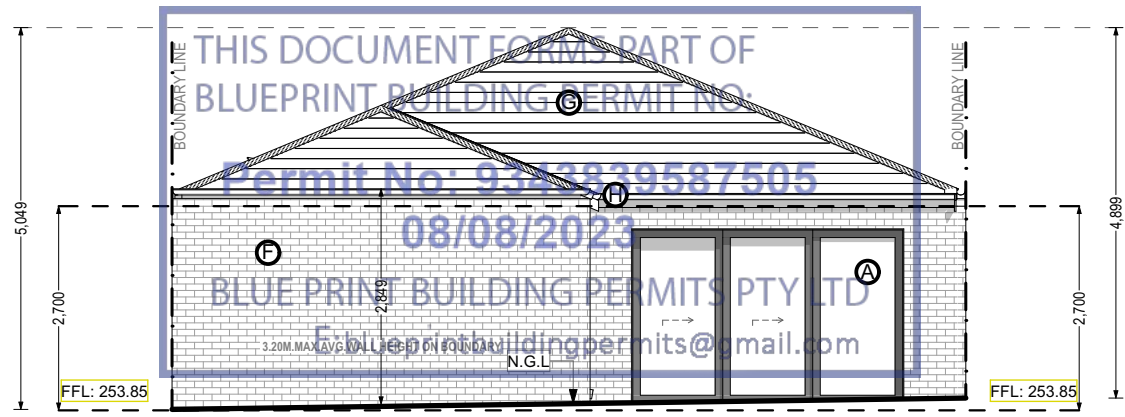 THIS DOCUMENT FORMS PART OF
BLUEPRINT BUILDING PERMIT NO:
Permit No: 9343839587505
08/08/2023
BLUE PRINT BUILDING PERMITS PTY LTD
E:blueprintbuildingpermits@gmail.com
BOUNDARY LINE
BOUNDARY LINE
G
H
F
A
5,049
2,700
2,849
4,899
2,700
3.20M.MAX.AVG.WALL HEIGHT ON BOUNDARY
N.G.L
FFL: 253.85
FFL: 253.85